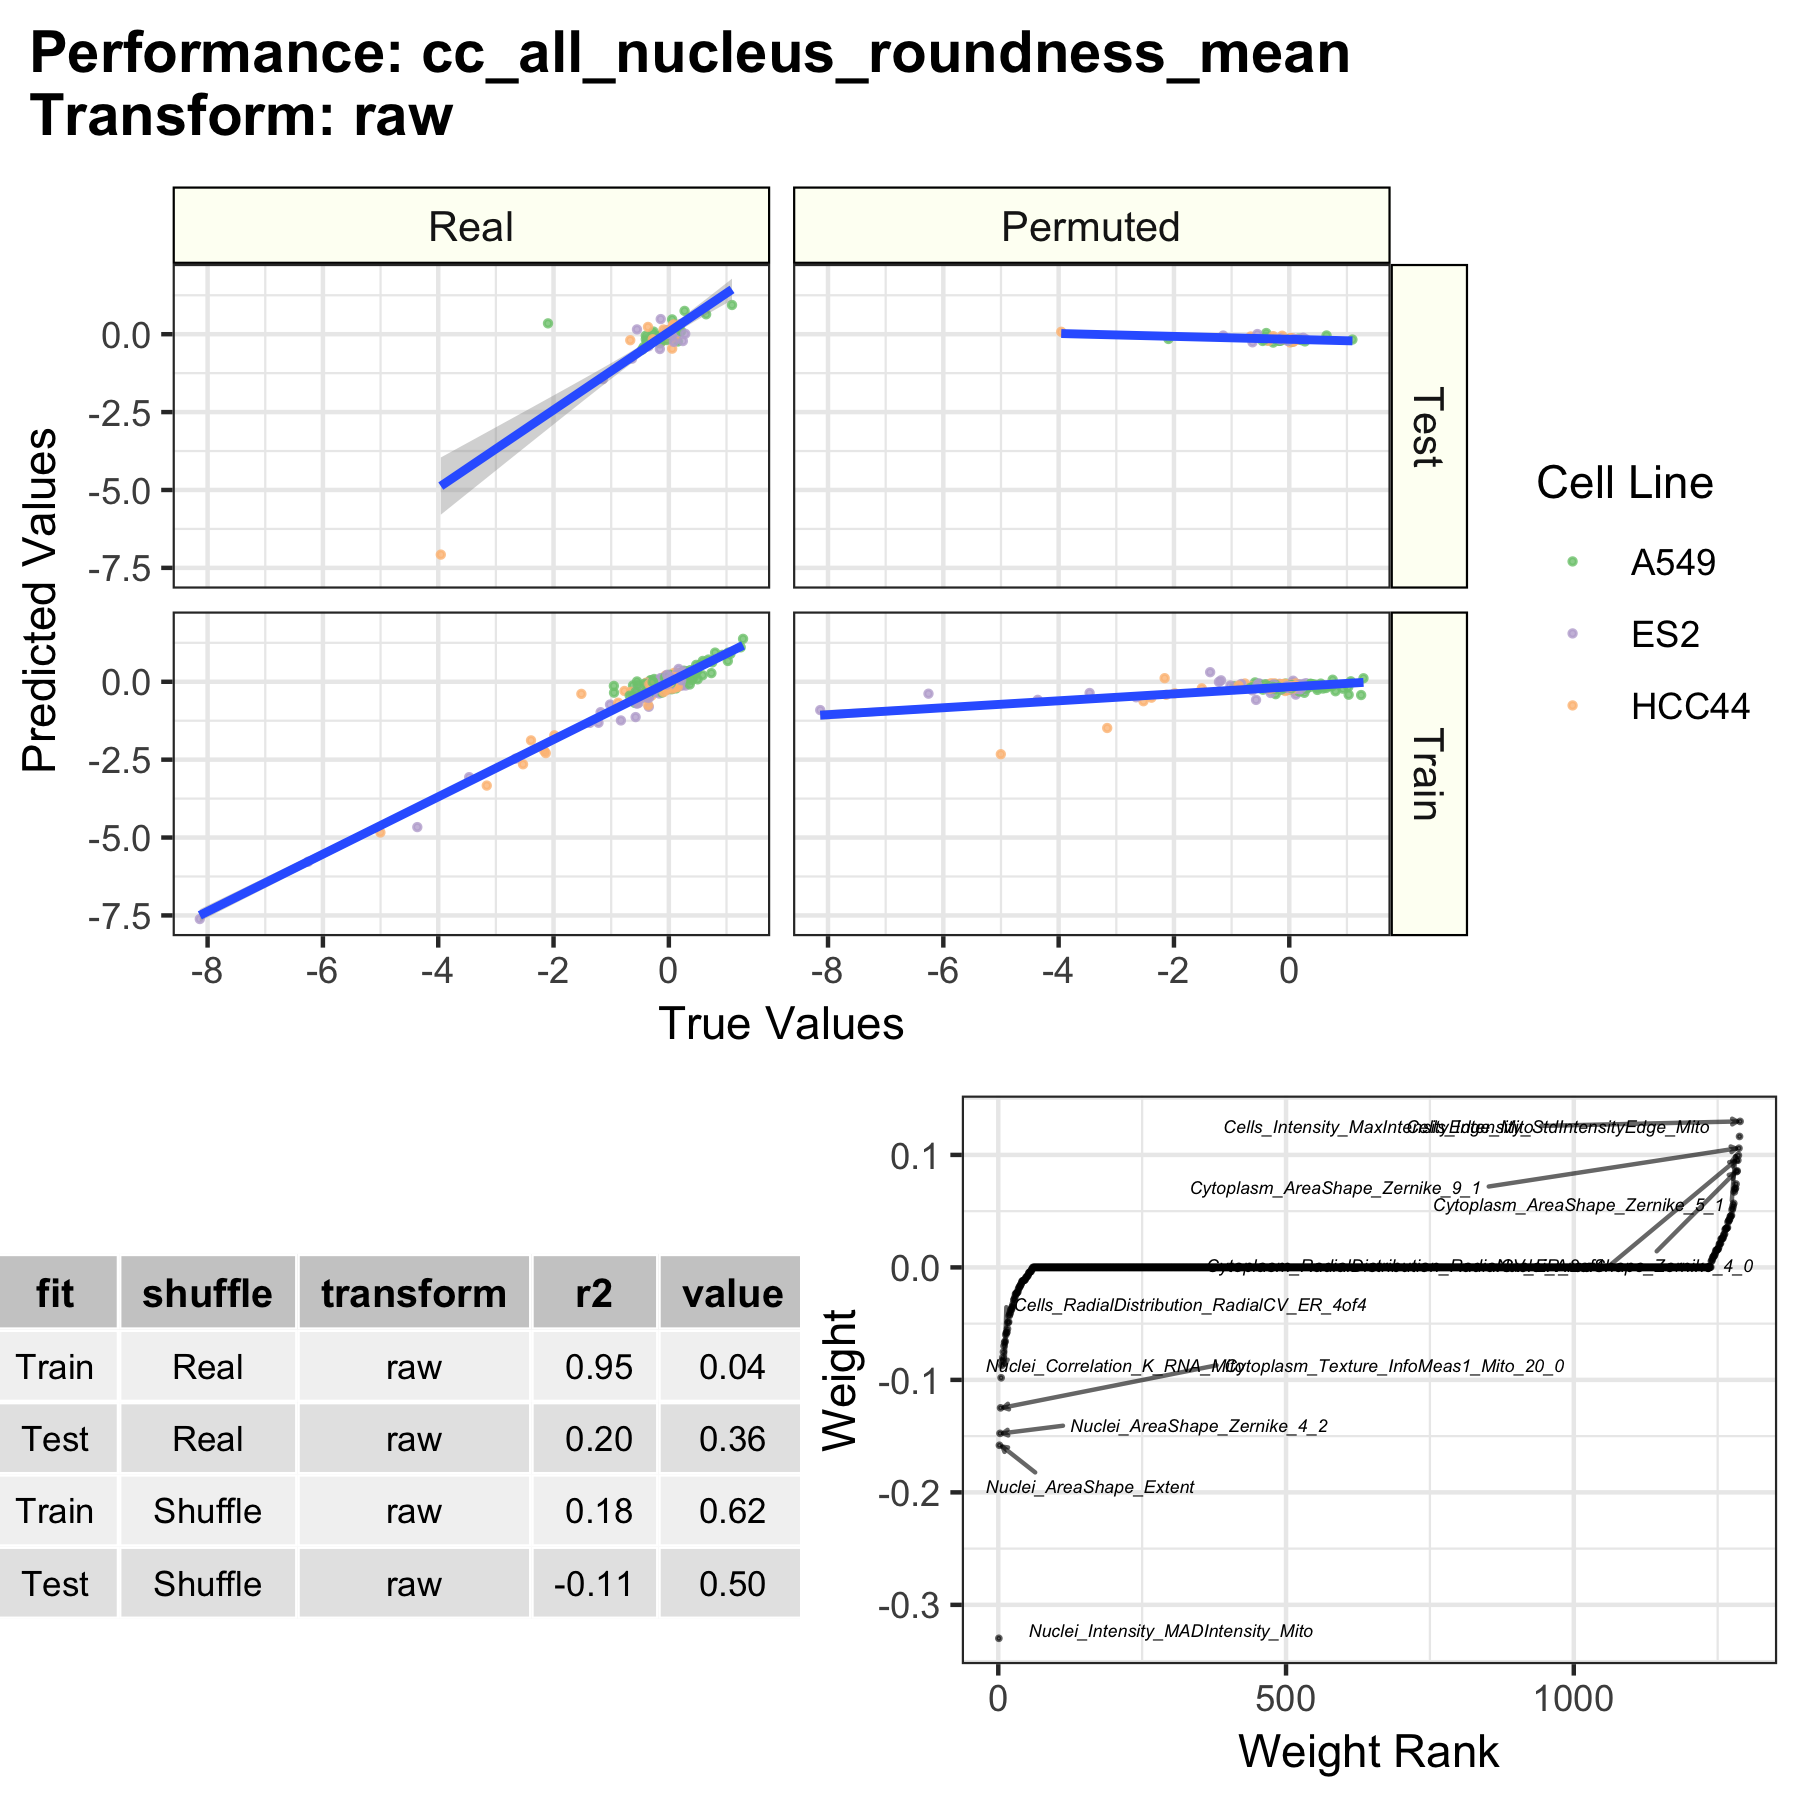 Performance: cc_all_nucleus_roundness_mean
Transform: raw
Real
Permuted
0.0
-2.5
-5.0
-7.5
Test
0.0
-2.5
-5.0
-7.5
Train
-8 -6 -4 -2 0
-8 -6 -4 -2 0
Predicted Values
True Values
Cell Line
A549
ES2
HCC44
fit shuffle transform r2 value
Train Real raw 0.95 0.04
Test Real raw 0.20 0.36
Train Shuffle raw 0.18 0.62
Test Shuffle raw -0.11 0.50
Weight
0.1
0.0
-0.1
-0.2
-0.3
Cells_Intensity_MaxIntensityEdge_Mito
Cells_Intensity_StdIntensityEdge_Mito
Cytoplasm_AreaShape_Zernike_9_1
Cytoplasm_AreaShape_Zernike_5_1
Cells_RadialDistribution_RadialCV_ER_4of4
Nuclei_Correlation_K_RNA_Mito
Cytoplasm_Texture_InfoMeas1_Mito_20_0
Nuclei_AreaShape_Zernike_4_2
Nuclei_AreaShape_Extent
Nuclei_Intensity_MADIntensity_Mito
0 500 1000
Weight Rank